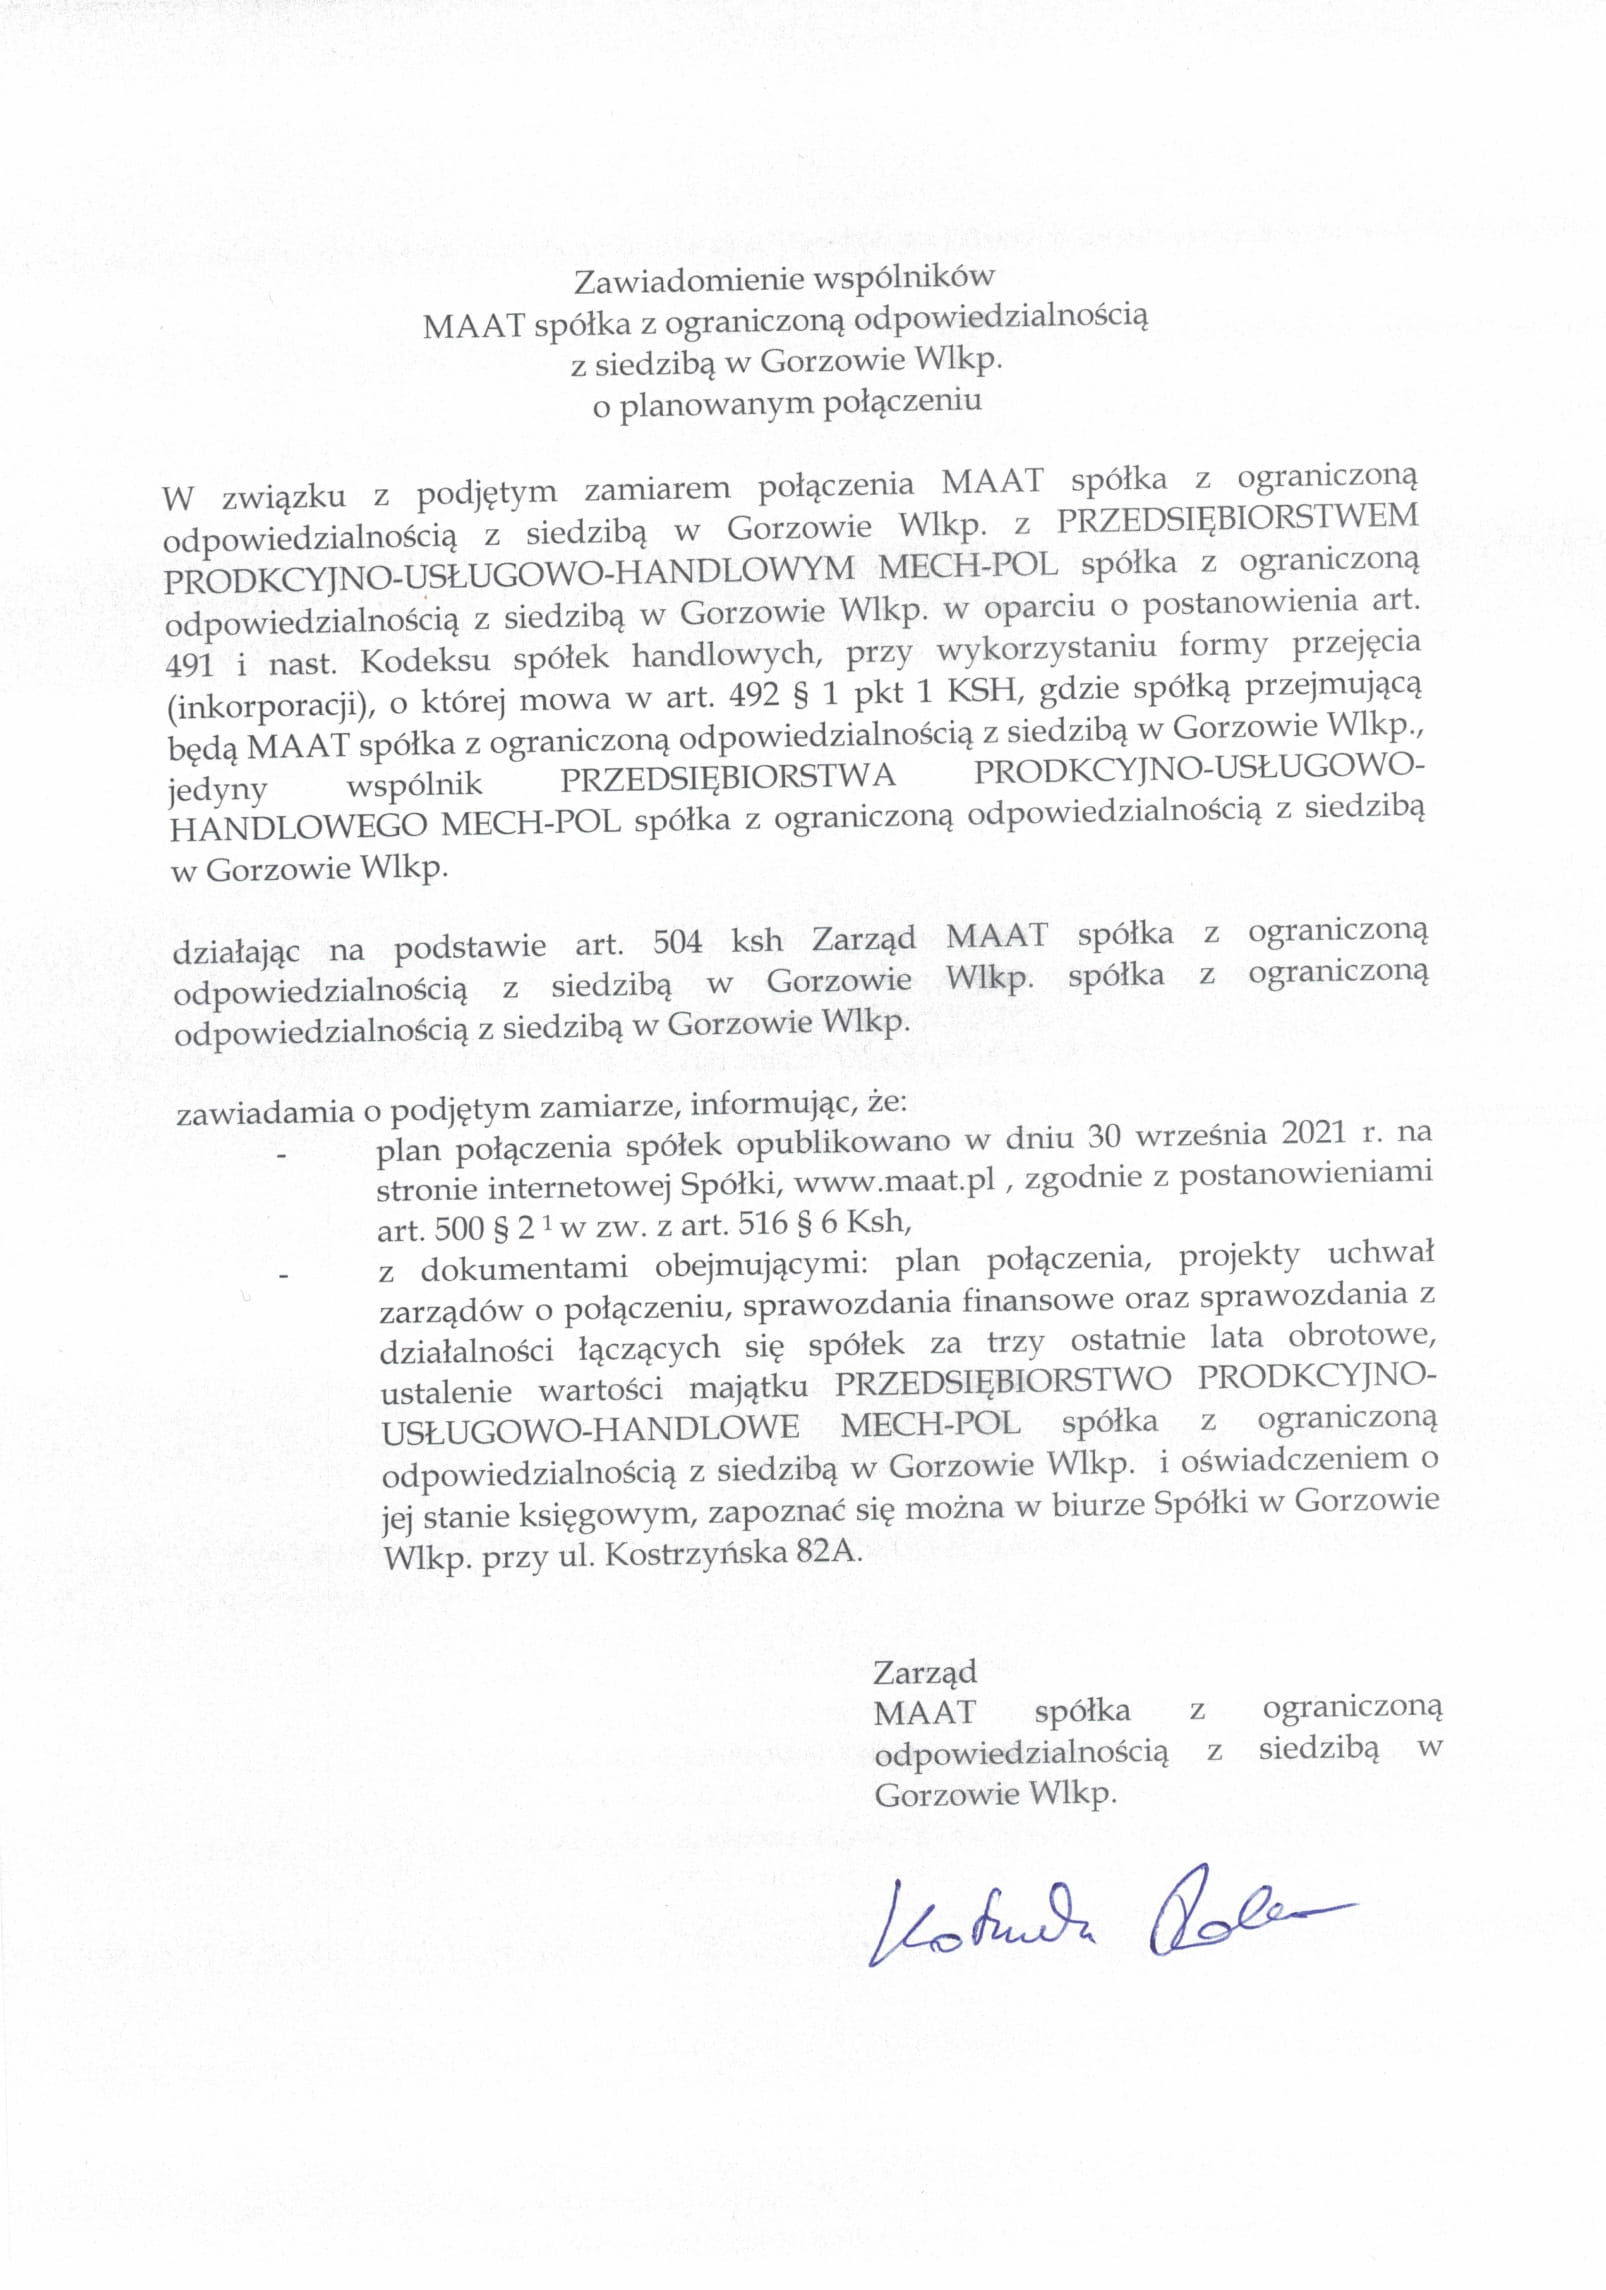 Zawiadomienie wspólników
MAAT spółka z ograniczoną odpowiedzialnością
z siedzibą w Gorzowie Wlkp.
o planowanym połączeniu
W związku z podjętym zamiarem połączenia MAAT spółka z ograniczoną
odpowiedzialnością z siedzibą w Gorzowie Wlkp. z PRZEDSIĘBIORSTWEM
PRODKCYJNO-USŁUGOWO-HANDLOWYM MECH-POL spółka z ograniczoną
odpowiedzialnością z siedzibą w Gorzowie Wlkp. w oparciu o postanowienia art.
491 i nast. Kodeksu spółek handlowych, przy wykorzystaniu formy przejęcia
(inkorporacji), o której mowa w art. 492 § 1 pkt 1 KSH, gdzie spółką przejmującą
będą MAAT spółka z ograniczoną odpowiedzialnością z siedzibą w Gorzowie Wlkp.,
jedyny wspólnik PRZEDSIĘBIORSTWA PRODKCYJNO-USŁUGOWO-
HANDLOWEGO MECH-POL spółka z ograniczoną odpowiedzialnością z siedzibą
w Gorzowie Wlkp.
działając na podstawie art. 504 ksh Zarząd MAAT spółka z ograniczoną
odpowiedzialnością z siedzibą w Gorzowie Wlkp. spółka z ograniczoną
odpowiedzialnością z siedzibą w Gorzowie Wlkp.
zawiadamia o podjętym zamiarze, informując, że:
- plan połączenia spółek opublikowano w dniu 30 września 2021 r. na
stronie internetowej Spółki, www.maat.pl , zgodnie z postanowieniami
art. 500 § 2 ¹ w zw. z art. 516 § 6 Ksh,
- z dokumentami obejmującymi: plan połączenia, projekty uchwał
zarządów o połączeniu, sprawozdania finansowe oraz sprawozdania z
działalności łączących się spółek za trzy ostatnie lata obrotowe,
ustalenie wartości majątku PRZEDSIĘBIORSTWO PRODKCYJNO-
USŁUGOWO-HANDLOWE MECH-POL spółka z ograniczoną
odpowiedzialnością z siedzibą w Gorzowie Wlkp. i oświadczeniem o
jej stanie księgowym, zapoznać się można w biurze Spółki w Gorzowie
Wlkp. przy ul. Kostrzyńska 82A.
Zarząd
MAAT spółka z ograniczoną
odpowiedzialnością z siedzibą w
Gorzowie Wlkp.